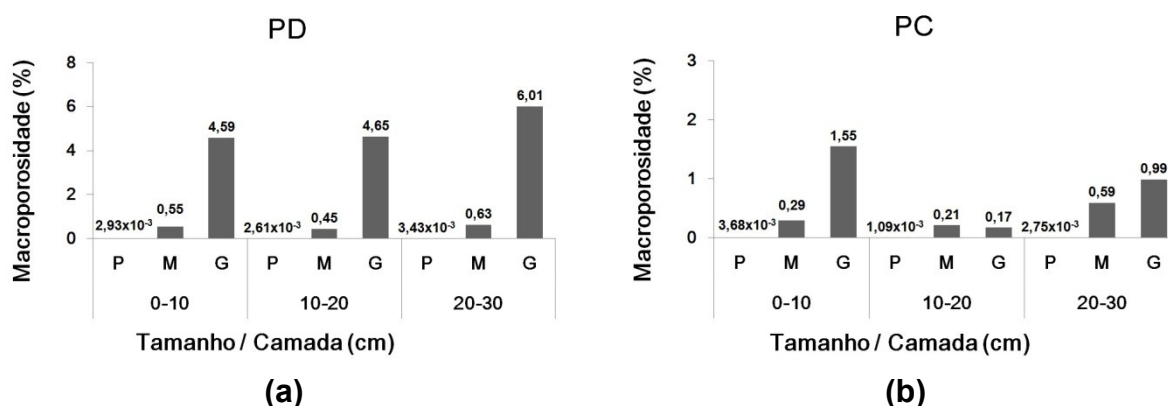 PD
Macroporosidade (%)
8
6
4
2
0
2,93x10⁻³
0,55
4,59
2,61x10⁻³
0,45
4,65
3,43x10⁻³
0,63
6,01
P M G P M G P M G
0-10 10-20 20-30
Tamanho / Camada (cm)
(a)
PC
Macroporosidade (%)
3
2
1
0
3,68x10⁻³
0,29
1,55
1,09x10⁻³
0,21
0,17
2,75x10⁻³
0,59
0,99
P M G P M G P M G
0-10 10-20 20-30
Tamanho / Camada (cm)
(b)